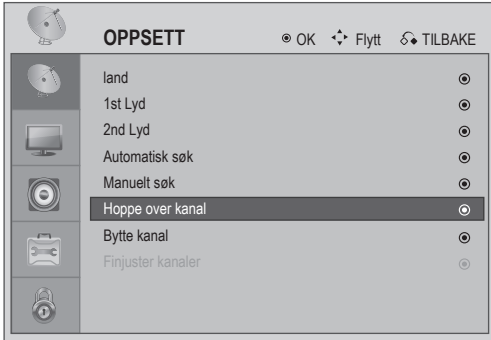 OPPSETT OK Flytt TILBAKE
land
1st Lyd
2nd Lyd
Automatisk søk
Manuelt søk
Hoppe over kanal
Bytte kanal
Finjuster kanaler